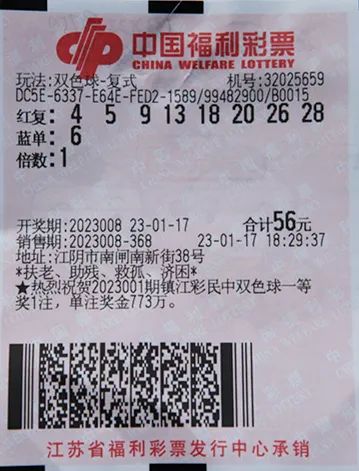 中国福利彩票
CHINA WELFARE LOTTERY
玩法:双色球-复式 机号:32025659
DC5E-6337-E64E-FED2-1589/99482900/B0015
红复: 4 5 9 13 18 20 26 28
蓝单: 6
倍数:1
开奖期:2023008 23-01-17 合计56元
销售期:2023008-368 23-01-17 18:29:37
地址:江阴市南闸南新街38号
*扶老、助残、救孤、济困*
★热烈祝贺2023001期镇江彩民中双色球一等
奖1注，单注奖金773万。
江苏省福利彩票发行中心承销